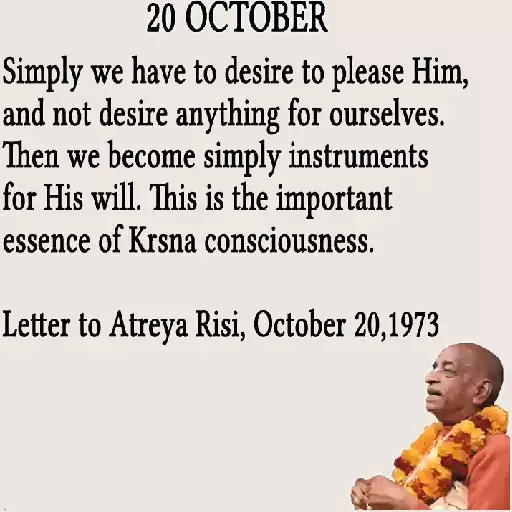 20 OCTOBER
Simply we have to desire to please Him,
and not desire anything for ourselves.
Then we become simply instruments
for His will. This is the important
essence of Krsna consciousness.
Letter to Atreya Risi, October 20,1973